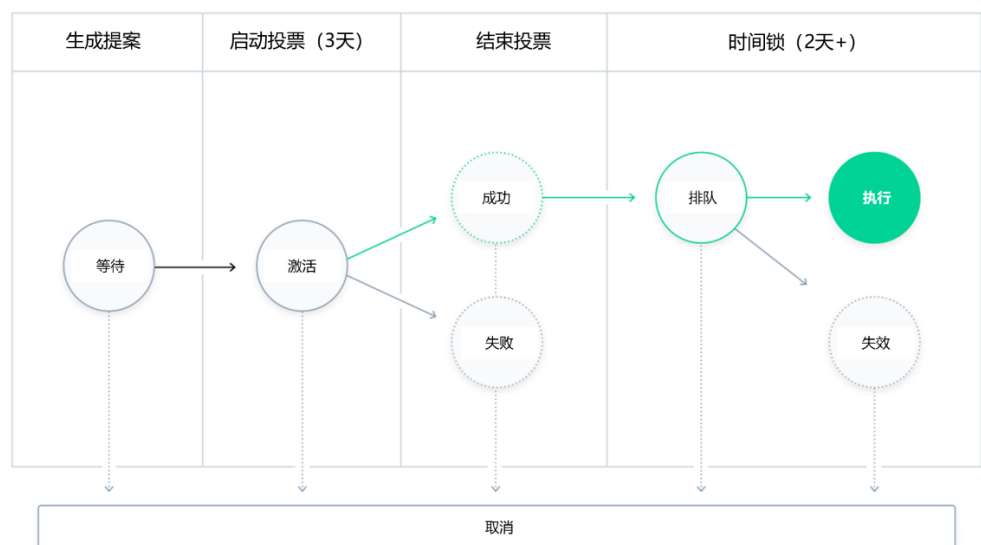 生成提案
启动投票（3天）
结束投票
时间锁（2天+）
成功
排队
执行
等待
激活
失败
失效
取消